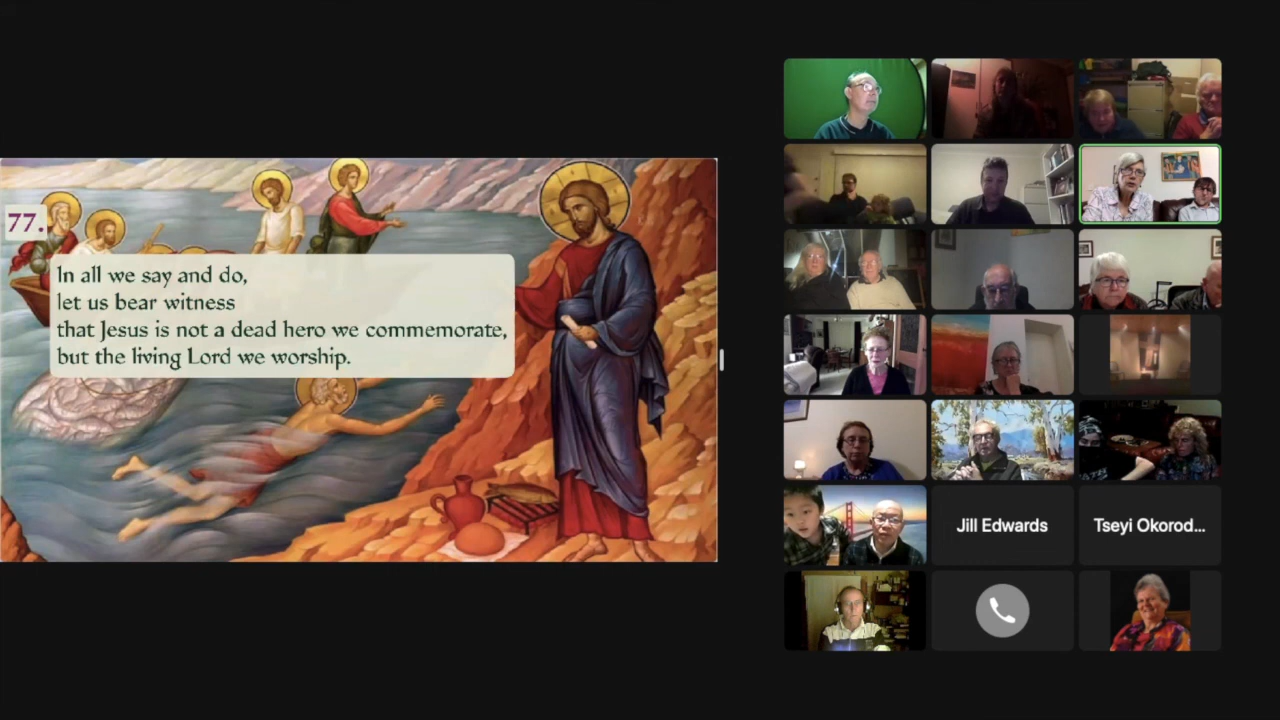 77.
In all we say and do,
let us bear witness
that Jesus is not a dead hero we commemorate,
but the living Lord we worship.
Jill Edwards
Tseyi Okorod...